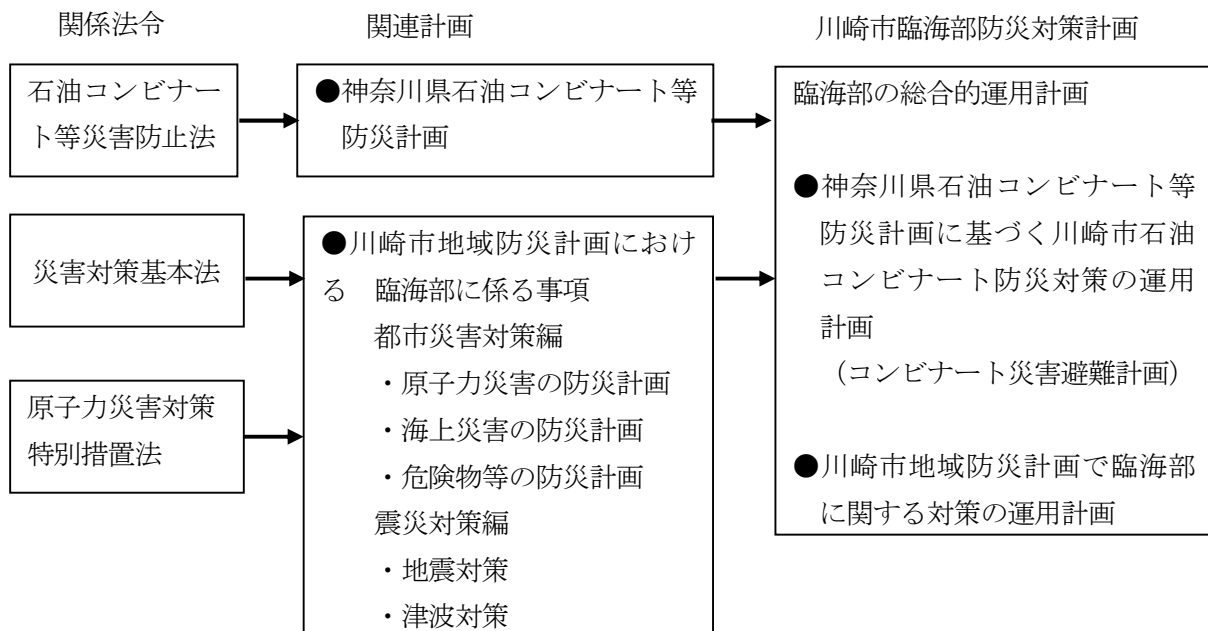 関係法令
関連計画
川崎市臨海部防災対策計画
石油コンビナー
ト等災害防止法
●神奈川県石油コンビナート等
防災計画
臨海部の総合的運用計画
●神奈川県石油コンビナート等
防災計画に基づく川崎市石油
コンビナート防災対策の運用
計画
（コンビナート災害避難計画）
●川崎市地域防災計画で臨海部
に関する対策の運用計画
災害対策基本法
●川崎市地域防災計画におけ
る　臨海部に係る事項
都市災害対策編
・原子力災害の防災計画
・海上災害の防災計画
・危険物等の防災計画
震災対策編
・地震対策
・津波対策
原子力災害対策
特別措置法